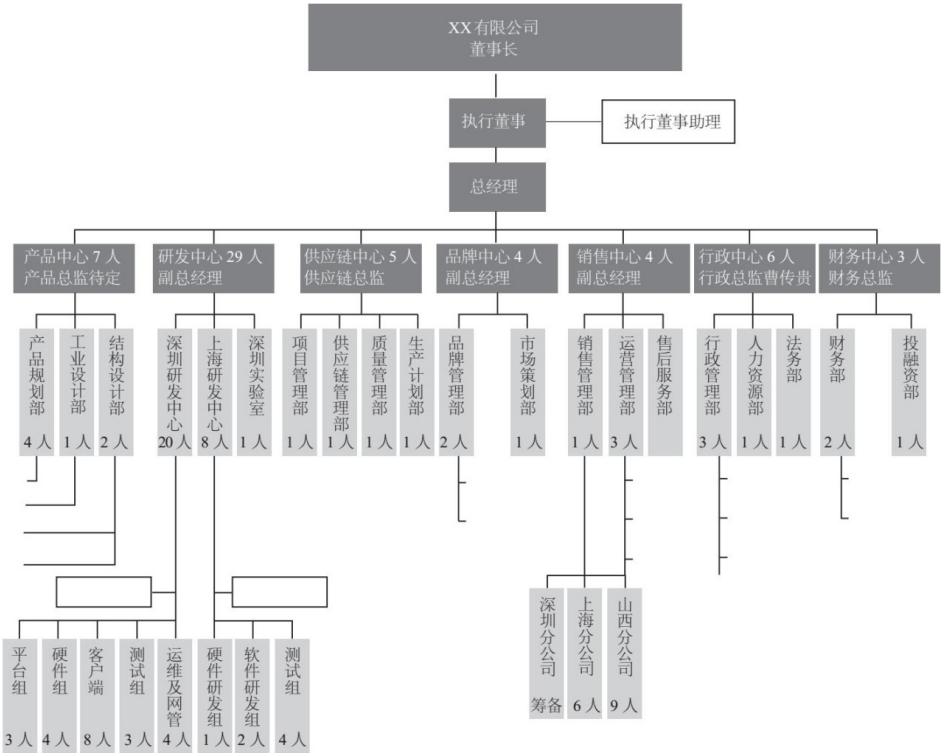 XX 有限公司
董事长
执行董事
执行董事助理
总经理
产品中心 7 人
产品总监待定
研发中心 29 人
副总经理
供应链中心 5 人
供应链总监
品牌中心 4 人
副总经理
销售中心 4 人
副总经理
行政中心 6 人
行政总监曹传贵
财务中心 3 人
财务总监
产品规划部
4 人
工业设计部
1 人
结构设计部
2 人
深圳研发中心
20人
上海研发中心
8 人
深圳实验室
1 人
项目管理部
1 人
供应链管理部
1人
质量管理部
1 人
生产计划部
1 人
品牌管理部
2 人
市场策划部
1 人
销售管理部
1 人
运营管理部
3 人
售后服务部
行政管理部
3 人
人力资源部
1 人
法务部
1 人
财务部
2 人
投融资部
1 人
平台组
3 人
硬件组
4 人
客户端
8 人
测试组
3 人
运维及网管
4 人
硬件研发组
1 人
软件研发组
2 人
测试组
4 人
深圳分公司
筹备
上海分公司
6 人
山西分公司
9 人